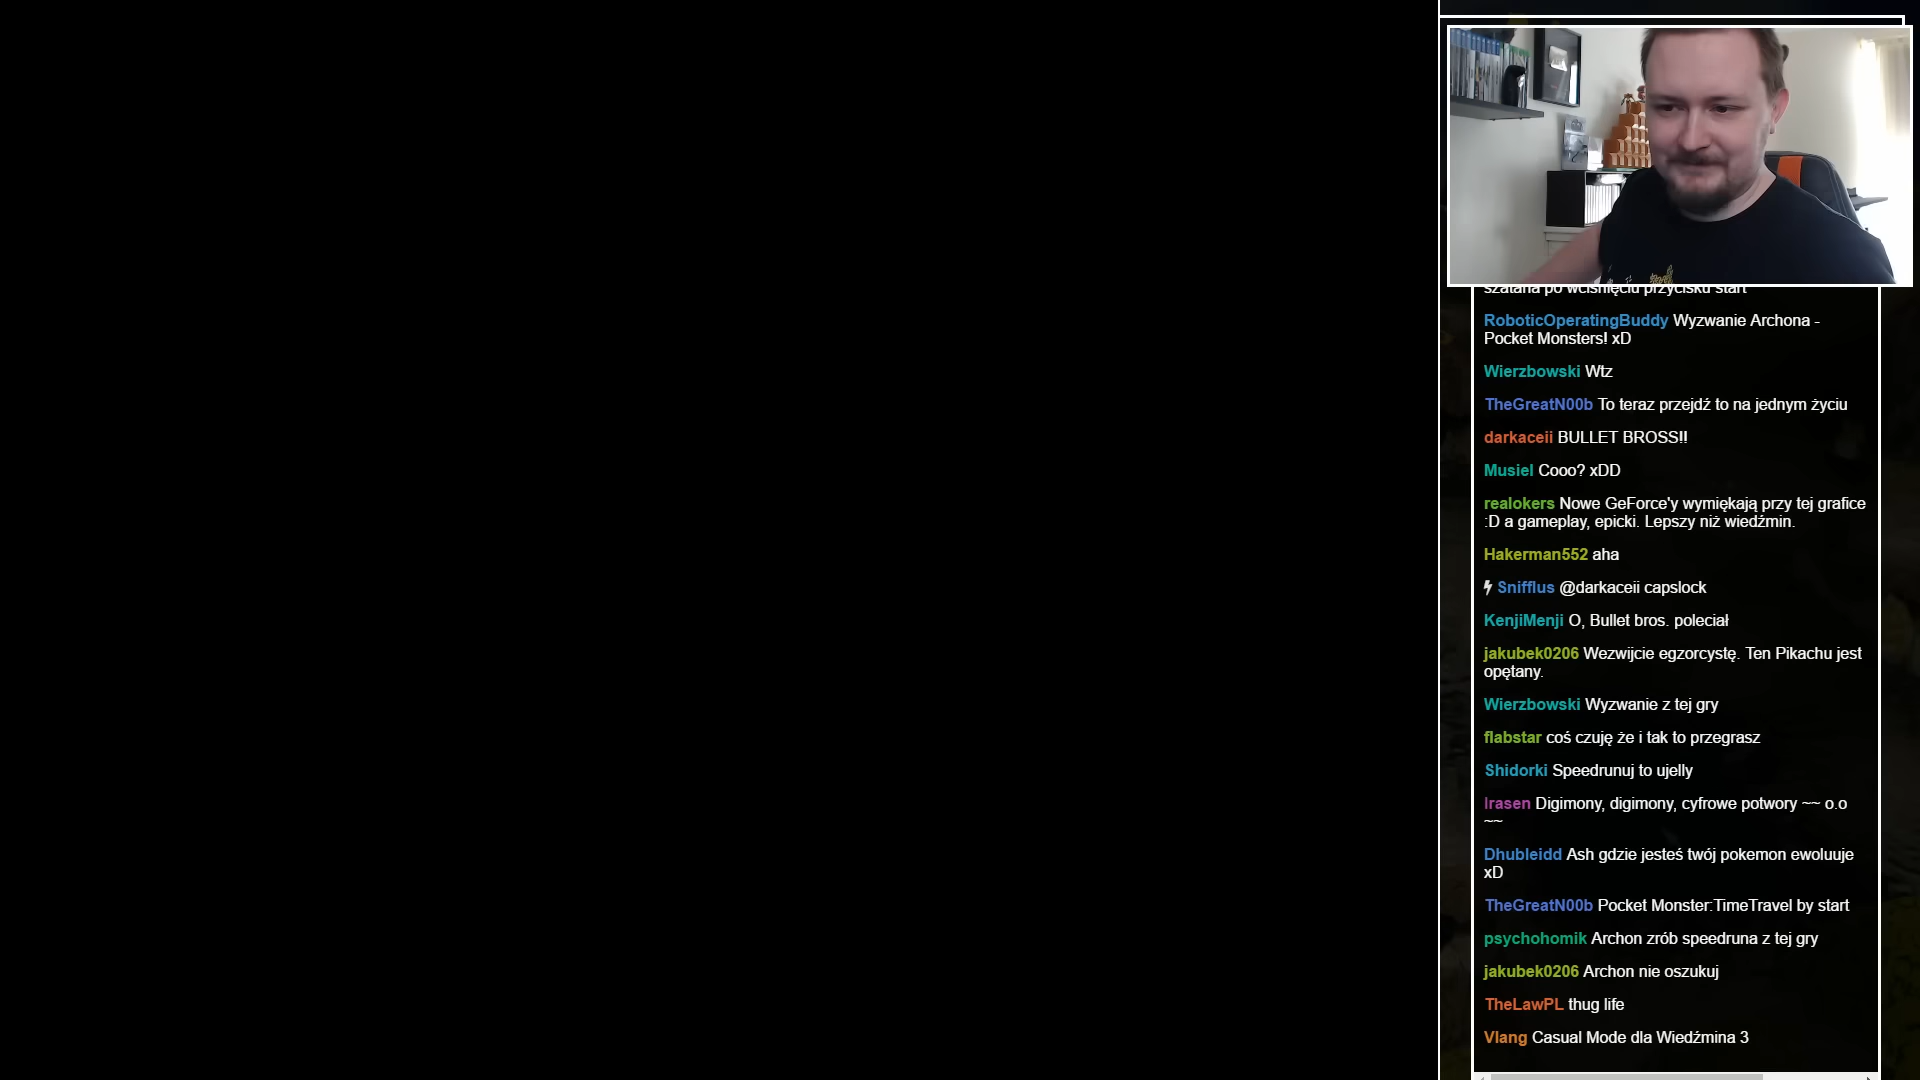 szatana po wciśnięciu przycisku start
RoboticOperatingBuddy Wyzwanie Archona -
Pocket Monsters! xD
Wierzbowski Wtz
TheGreatN00b To teraz przejdź to na jednym życiu
darkaceii BULLET BROSS!!
Musiel Cooo? xDD
realokers Nowe GeForce'y wymiękają przy tej grafice
:D a gameplay, epicki. Lepszy niż wiedźmin.
Hakerman552 aha
Snifflus @darkaceii capslock
KenjiMenji O, Bullet bros. poleciał
jakubek0206 Wezwijcie egzorcystę. Ten Pikachu jest
opętany.
Wierzbowski Wyzwanie z tej gry
flabstar coś czuję że i tak to przegrasz
Shidorki Speedrunuj to ujelly
Irasen Digimony, digimony, cyfrowe potwory ~~ o.o
~~
Dhubleidd Ash gdzie jesteś twój pokemon ewoluuje
xD
TheGreatN00b Pocket Monster:TimeTravel by start
psychohomik Archon zrób speedruna z tej gry
jakubek0206 Archon nie oszukuj
TheLawPL thug life
Vlang Casual Mode dla Wiedźmina 3